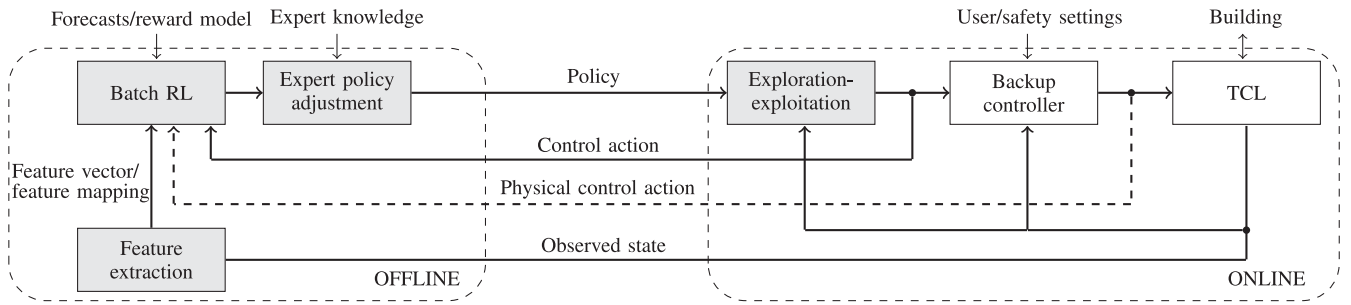 Forecasts/reward model
Expert knowledge
User/safety settings
Building
Batch RL
Expert policy
adjustment
Policy
Exploration-
exploitation
Backup
controller
TCL
Control action
Feature vector/
feature mapping
Physical control action
Feature
extraction
Observed state
OFFLINE
ONLINE